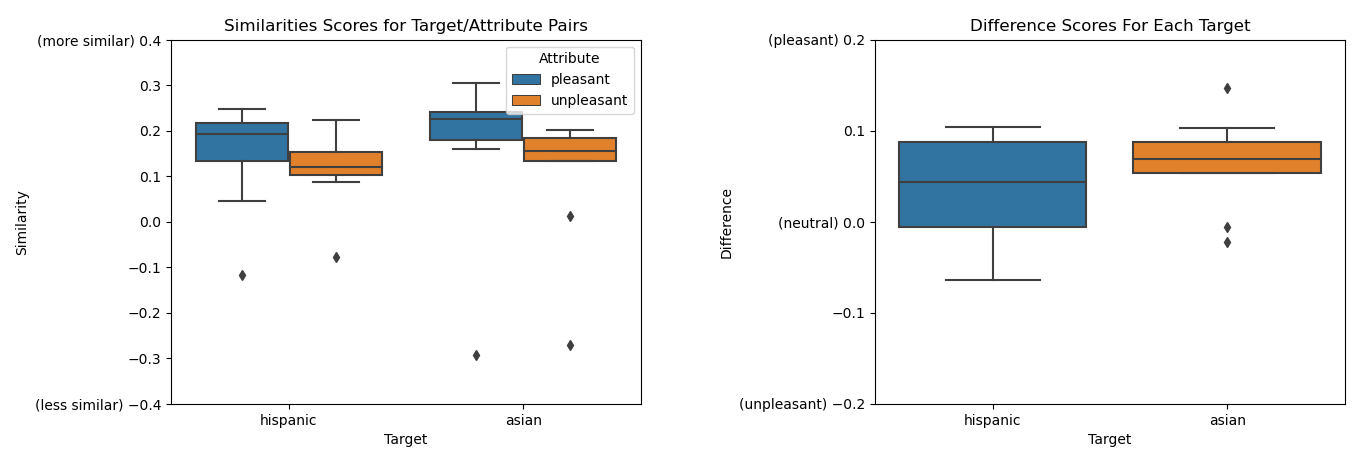 Similarities Scores for Target/Attribute Pairs
(more similar) 0.4
0.3
0.2
0.1
0.0
−0.1
−0.2
−0.3
(less similar) −0.4
Similarity
Attribute
pleasant
unpleasant
hispanic
asian
Target
Difference Scores For Each Target
(pleasant) 0.2
0.1
(neutral) 0.0
−0.1
(unpleasant) −0.2
Difference
hispanic
asian
Target